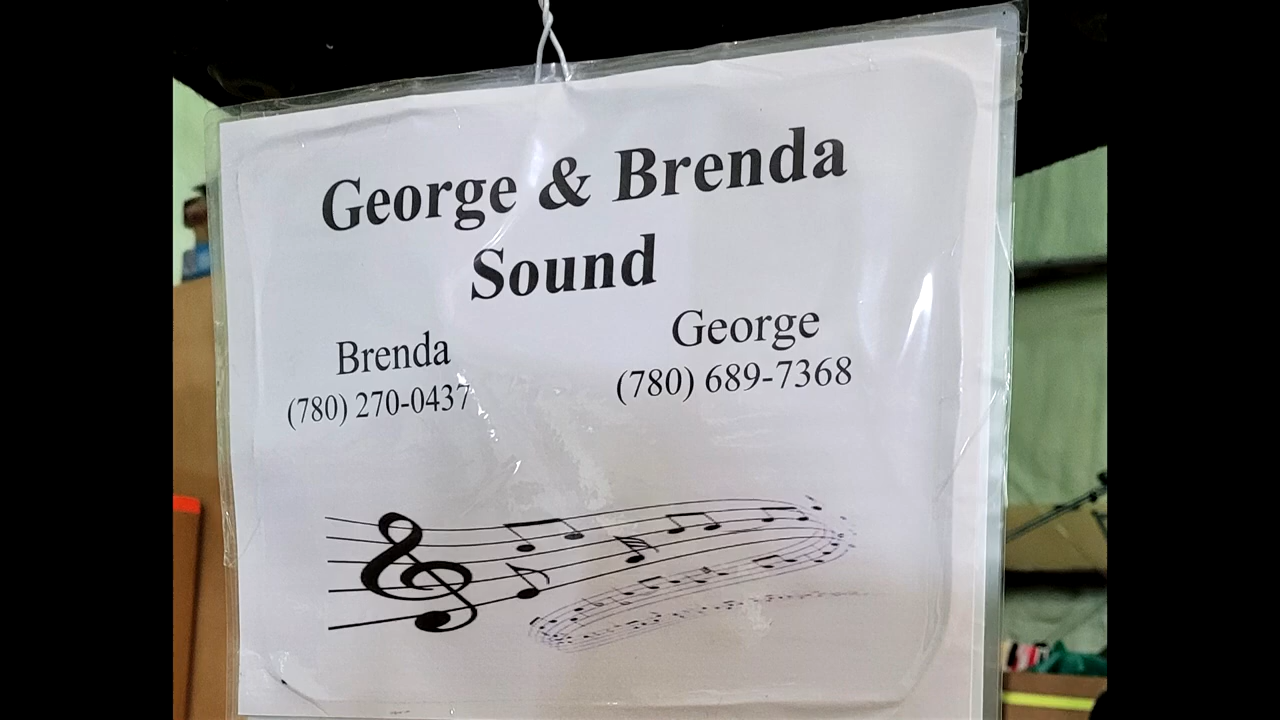 George & Brenda
Sound
Brenda
(780) 270-0437
George
(780) 689-7368